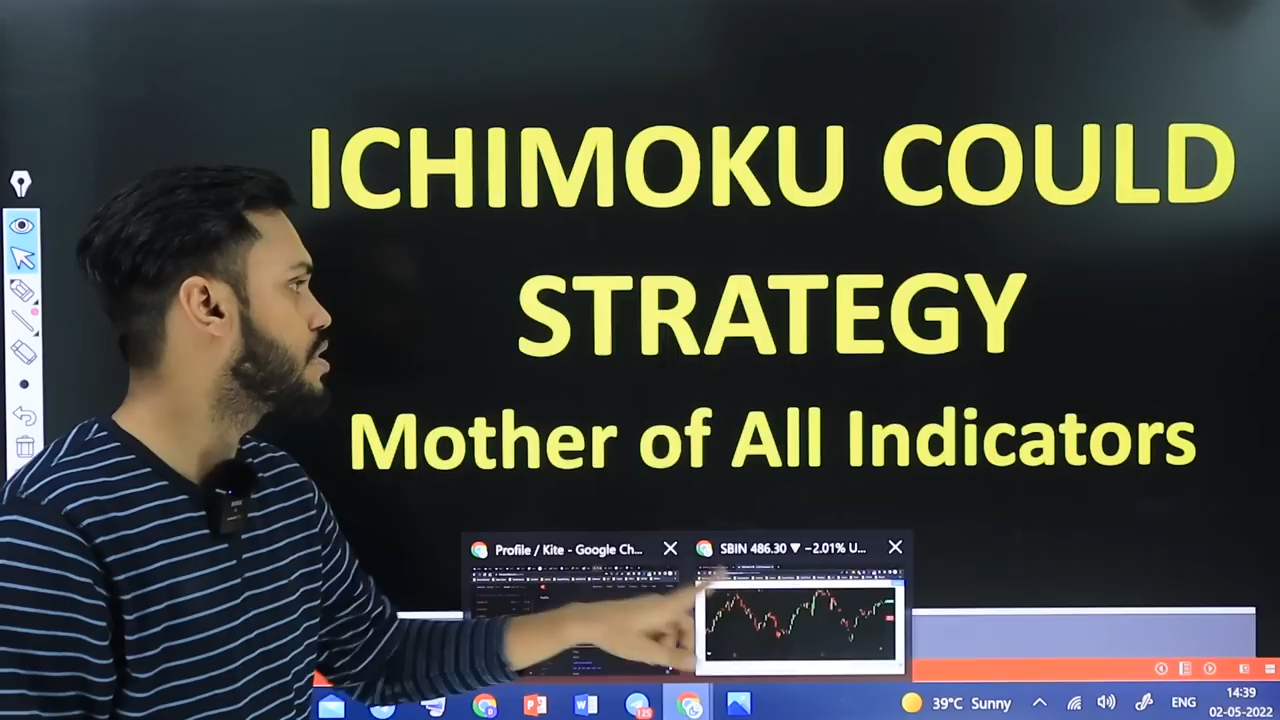 ICHIMOKU COULD
STRATEGY
Mother of All Indicators
Profile / Kite - Google Ch...
SBIN 486.30 ▼ −2.01% U...
125
39°C Sunny
ENG
14:39
02-05-2022